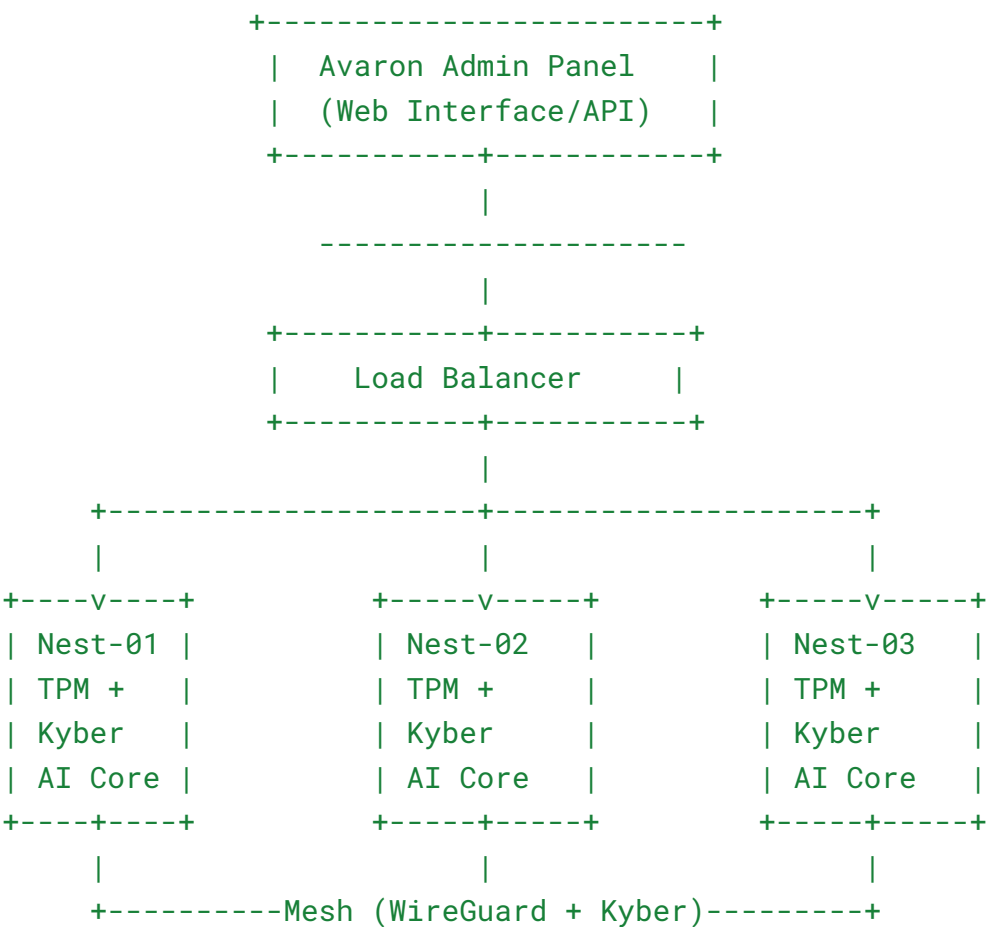 +-------------------------+
|  Avaron Admin Panel    |
|  (Web Interface/API)   |
+-----------+------------+
|
---------------------
|
+-----------+-----------+
|    Load Balancer     |
+-----------+-----------+
|
+---------------------+---------------------+
|                     |                     |
+----v----+          +-----v-----+         +-----v-----+
| Nest-01 |          | Nest-02   |         | Nest-03   |
| TPM +   |          | TPM +     |         | TPM +     |
| Kyber   |          | Kyber     |         | Kyber     |
| AI Core |          | AI Core   |         | AI Core   |
+----+----+          +-----+-----+         +-----+-----+
|                     |                     |
+----------Mesh (WireGuard + Kyber)---------+